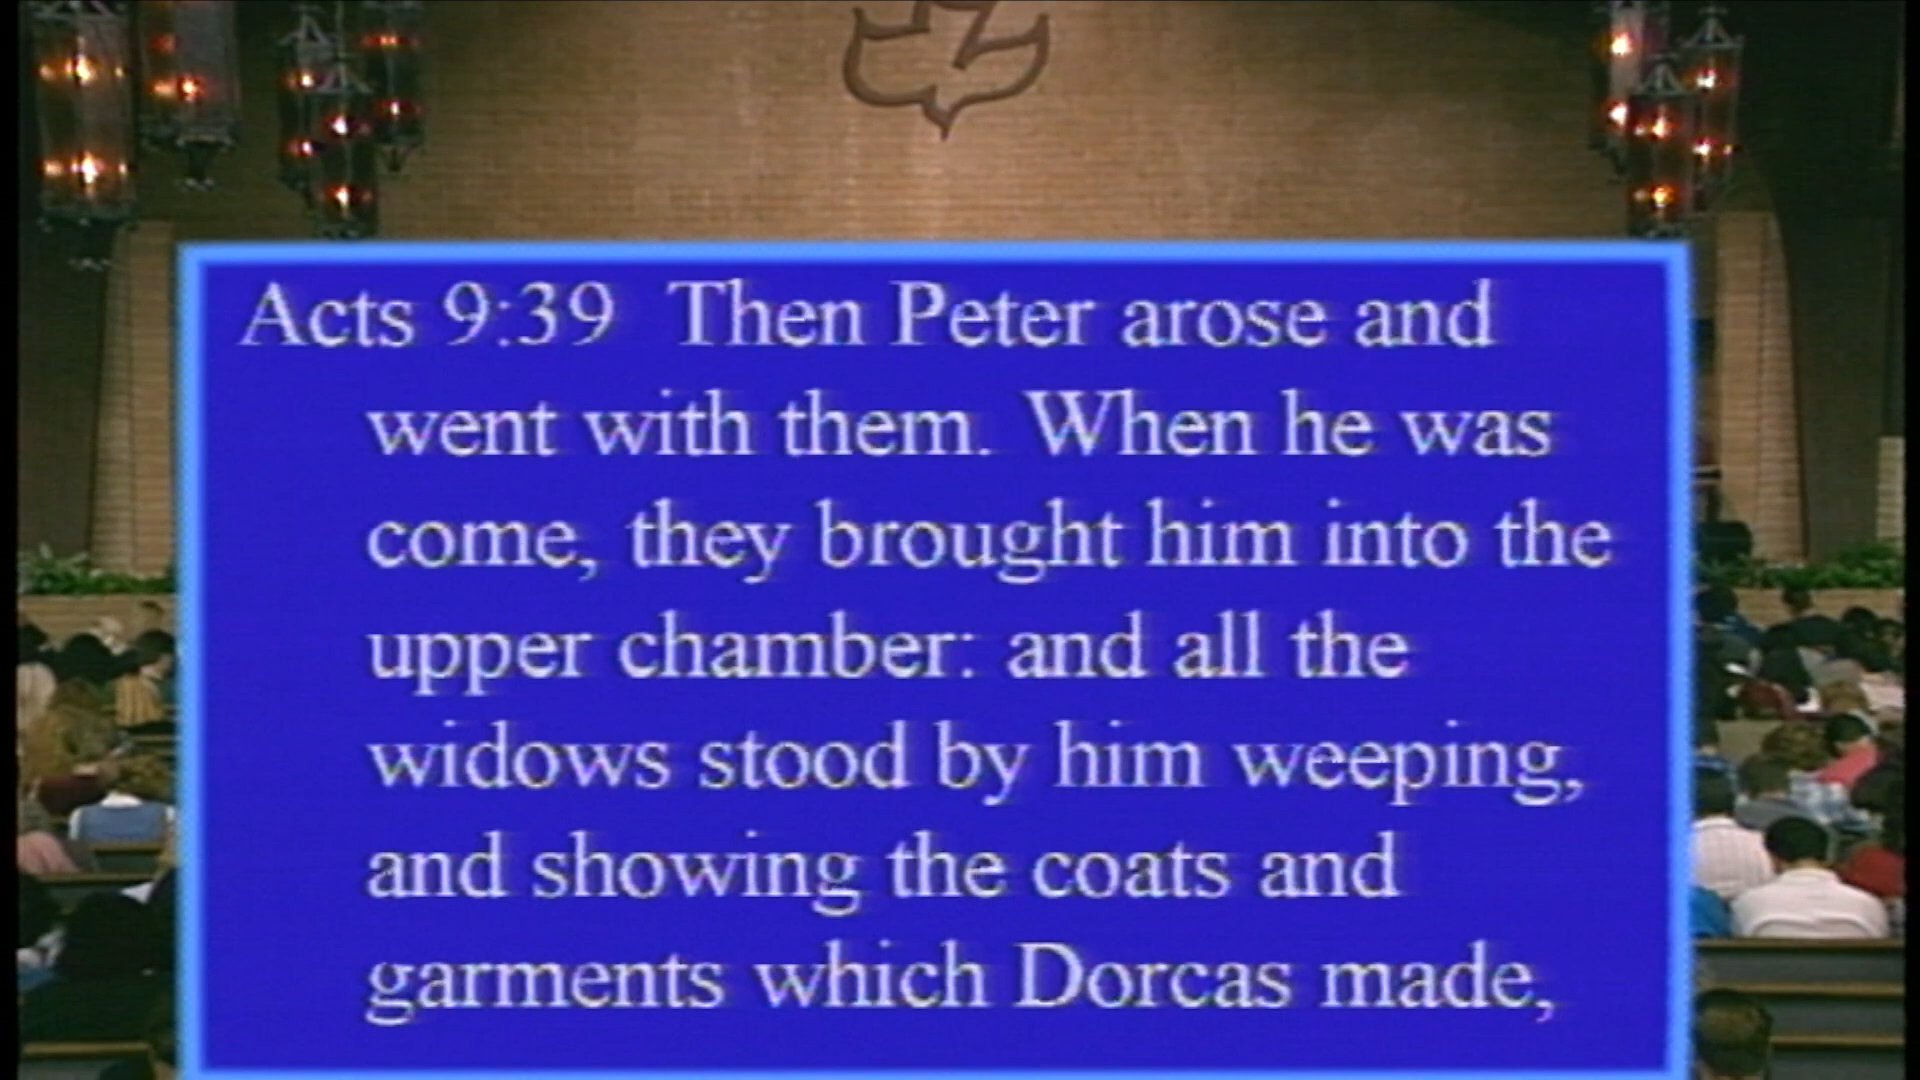 Acts 9:39 Then Peter arose and
went with them. When he was
come, they brought him into the
upper chamber: and all the
widows stood by him weeping,
and showing the coats and
garments which Dorcas made,